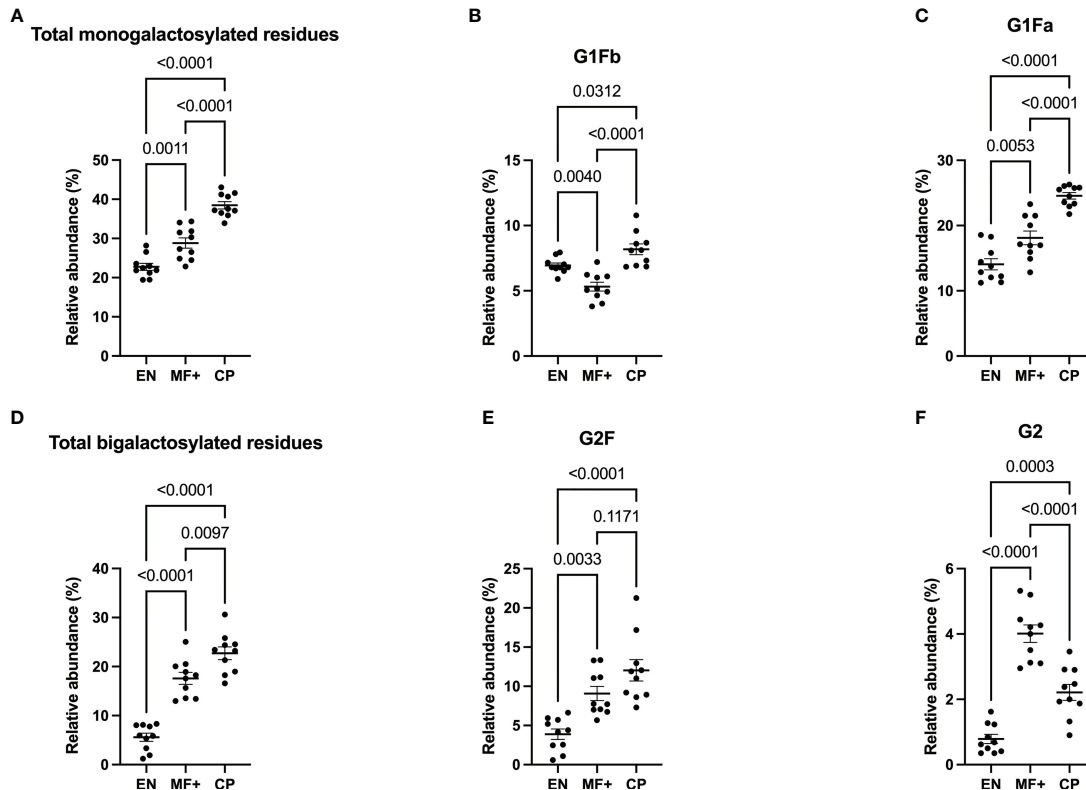 A
Total monogalactosylated residues
<0.0001
<0.0001
0.0011
Relative abundance (%)
50
40
30
20
10
0
EN MF+ CP
B
G1Fb
0.0312
<0.0001
0.0040
Relative abundance (%)
15
10
5
0
EN MF+ CP
C
G1Fa
<0.0001
<0.0001
0.0053
Relative abundance (%)
30
20
10
0
EN MF+ CP
D
Total bigalactosylated residues
<0.0001
0.0097
<0.0001
Relative abundance (%)
40
30
20
10
0
EN MF+ CP
E
G2F
<0.0001
0.1171
0.0033
Relative abundance (%)
25
20
15
10
5
0
EN MF+ CP
F
G2
0.0003
<0.0001
<0.0001
Relative abundance (%)
6
4
2
0
EN MF+ CP